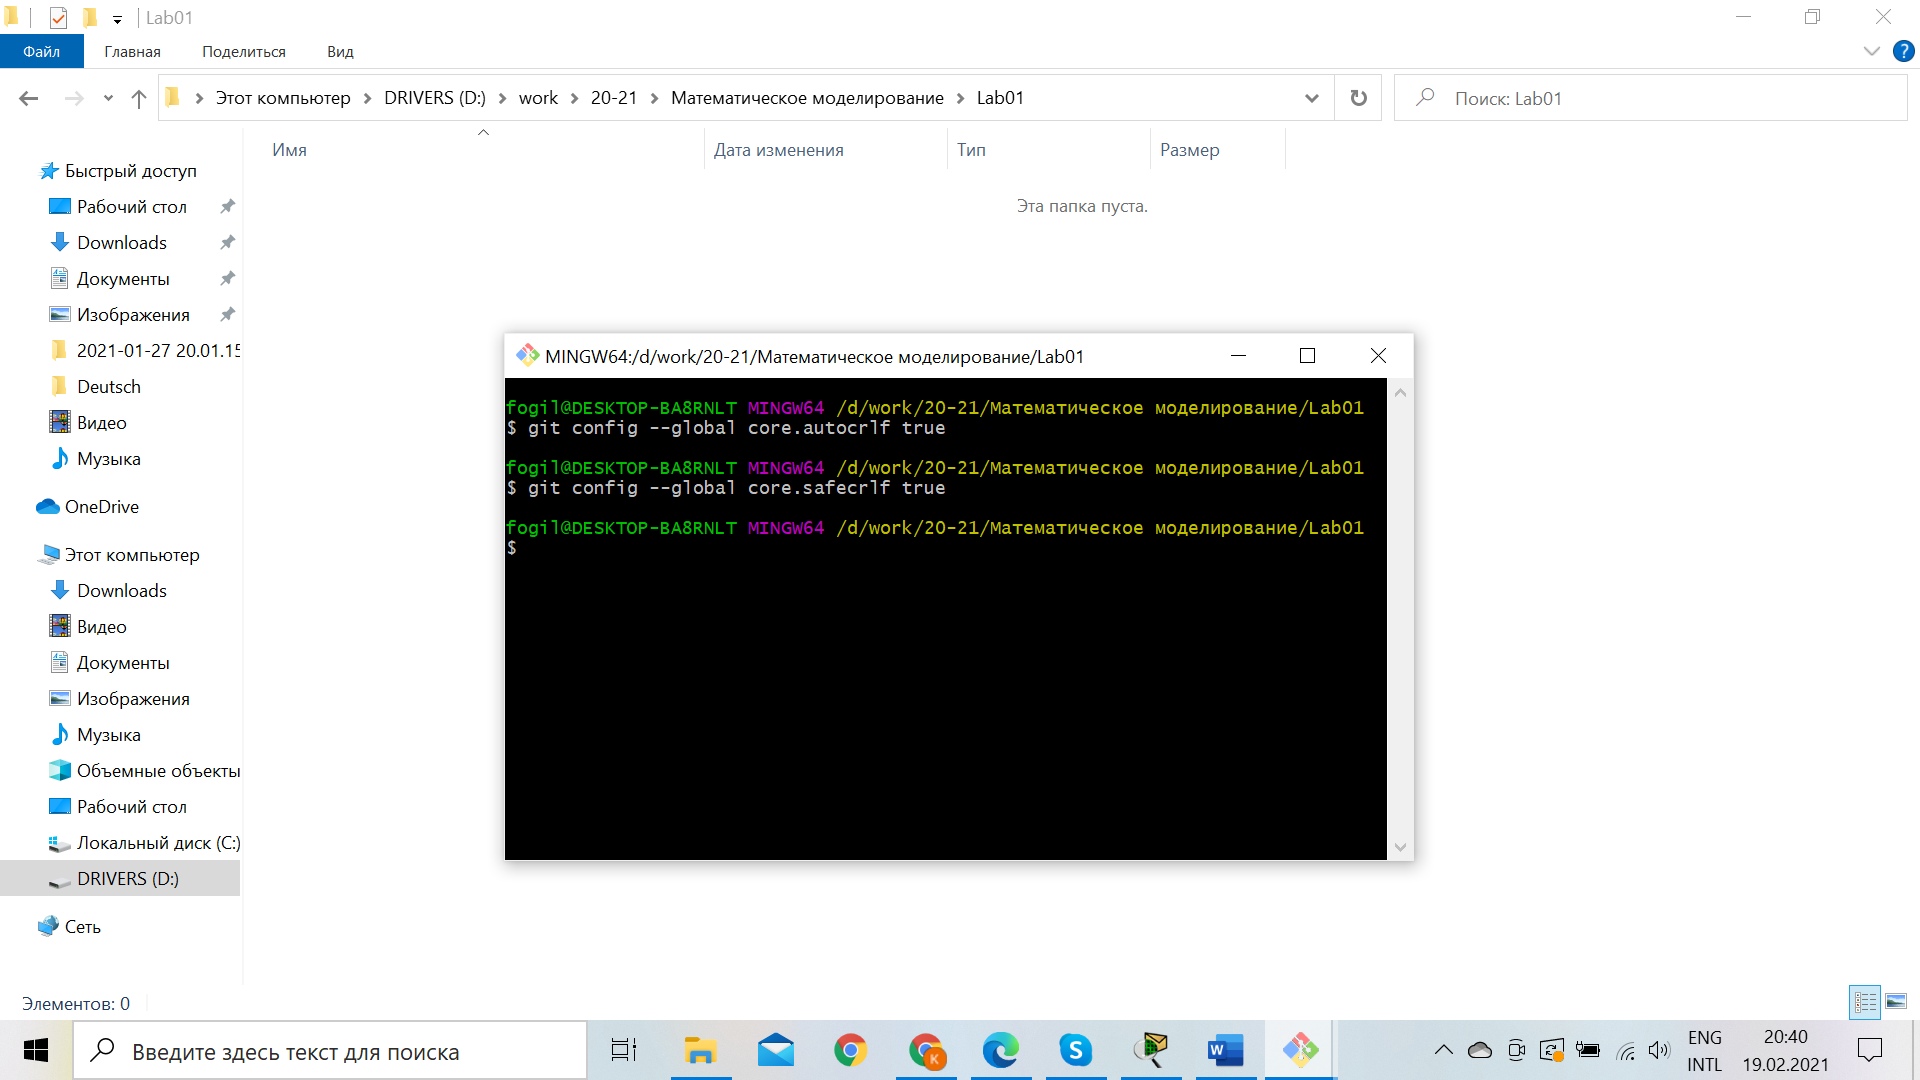 Lab01
Файл
Главная
Поделиться
Вид
Этот компьютер
DRIVERS (D:)
work
20-21
Математическое моделирование
Lab01
Поиск: Lab01
Имя
Дата изменения
Тип
Размер
Эта папка пуста.
Быстрый доступ
Рабочий стол
Downloads
Документы
Изображения
2021-01-27 20.01.15
Deutsch
Видео
Музыка
OneDrive
Этот компьютер
Downloads
Видео
Документы
Изображения
Музыка
Объемные объекты
Рабочий стол
Локальный диск (C:)
DRIVERS (D:)
Сеть
Элементов: 0
MINGW64:/d/work/20-21/Математическое моделирование/Lab01
fogil@DESKTOP-BA8RNLT MINGW64 /d/work/20-21/Математическое моделирование/Lab01
$ git config --global core.autocrlf true
fogil@DESKTOP-BA8RNLT MINGW64 /d/work/20-21/Математическое моделирование/Lab01
$ git config --global core.safecrlf true
fogil@DESKTOP-BA8RNLT MINGW64 /d/work/20-21/Математическое моделирование/Lab01
$
Введите здесь текст для поиска
ENG
INTL
20:40
19.02.2021